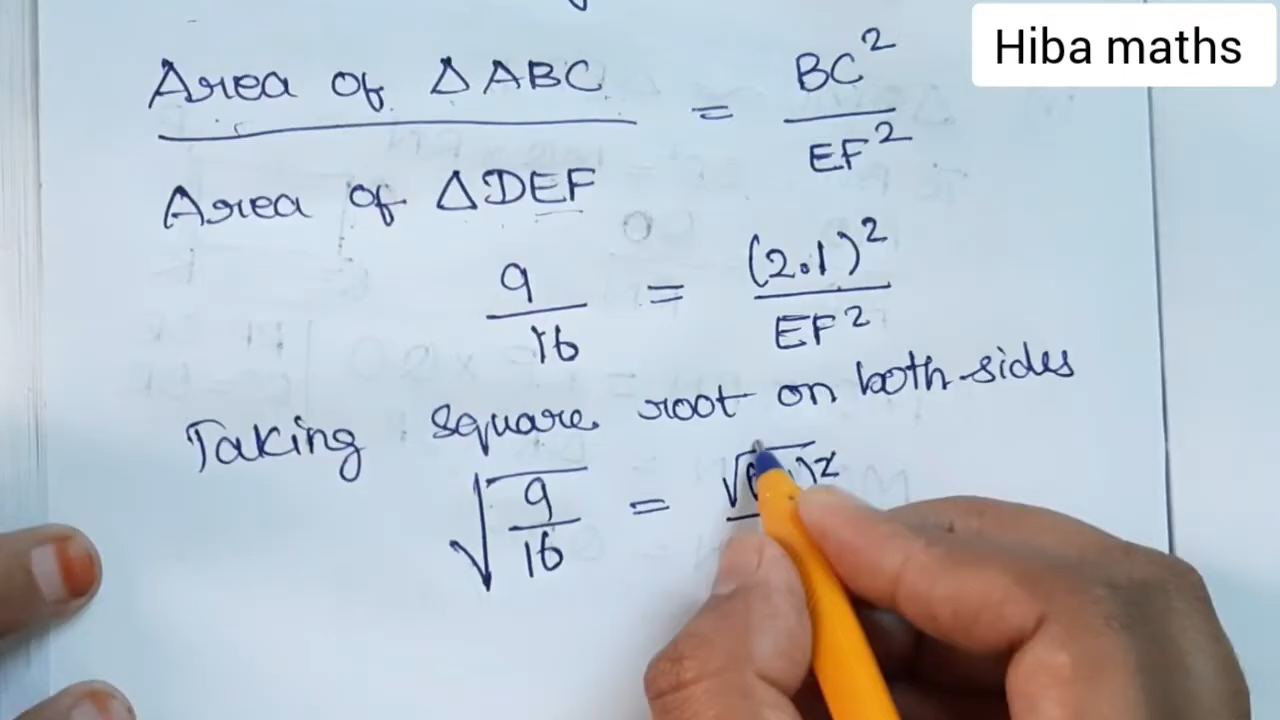 Hiba maths
Area of ΔABC / Area of ΔDEF = BC² / EF²
9/16 = (2.1)² / EF²
Taking square root on both sides
√(9/16) = √( )²